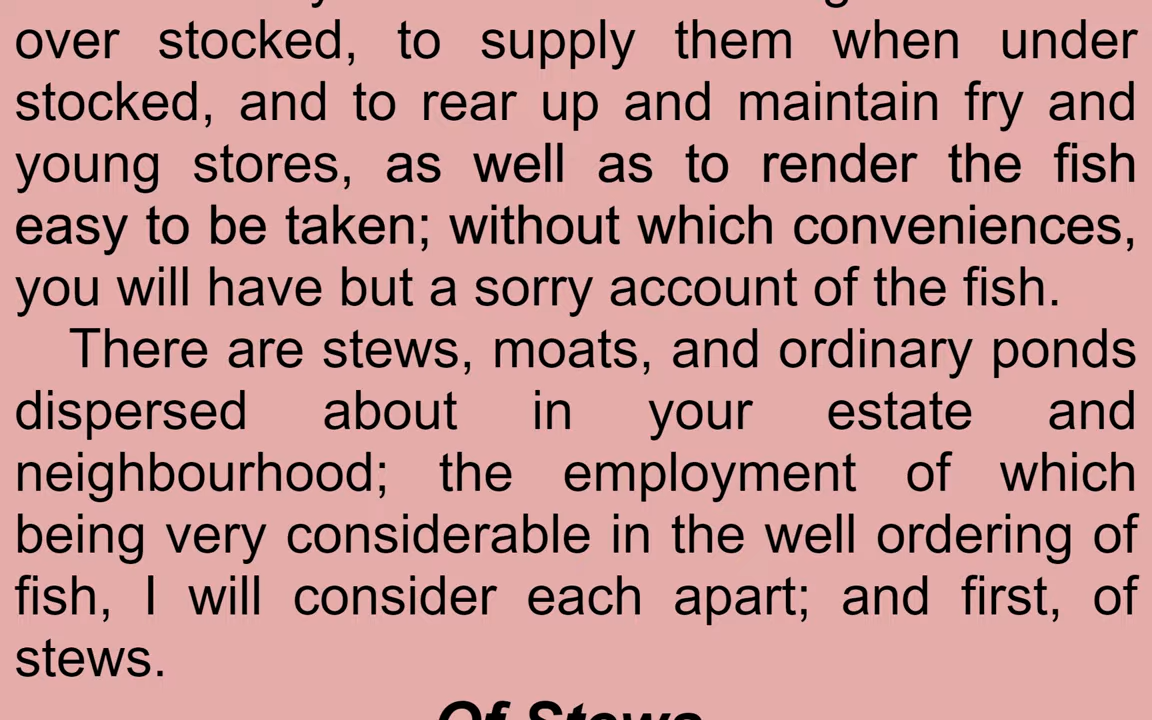 over stocked, to supply them when under
stocked, and to rear up and maintain fry and
young stores, as well as to render the fish
easy to be taken; without which conveniences,
you will have but a sorry account of the fish.
There are stews, moats, and ordinary ponds
dispersed about in your estate and
neighbourhood; the employment of which
being very considerable in the well ordering of
fish, I will consider each apart; and first, of
stews.
Of Stews